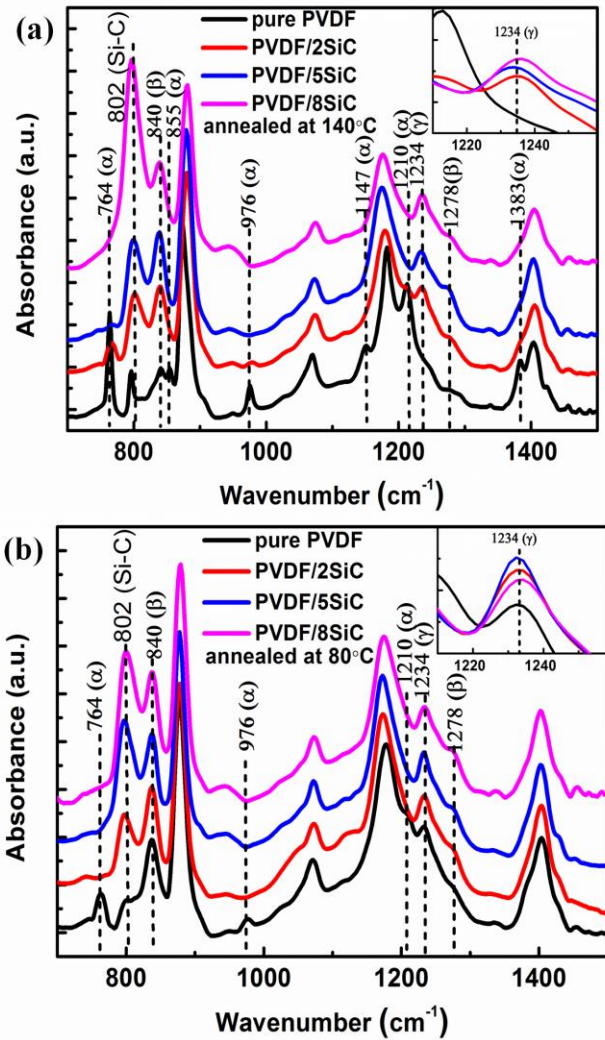 (a)
pure PVDF
PVDF/2SiC
PVDF/5SiC
PVDF/8SiC
annealed at 140°C
764 (α)
802 (Si-C)
840 (β)
855 (α)
976 (α)
1147 (α)
1210 (α)
1234 (γ)
1278(β)
1383(α)
1234 (γ)
1220 1240
Absorbance (a.u.)
800 1000 1200 1400
Wavenumber (cm-1)
(b)
pure PVDF
PVDF/2SiC
PVDF/5SiC
PVDF/8SiC
annealed at 80°C
764 (α)
802 (Si-C)
840 (β)
976 (α)
1210 (α)
1234 (γ)
1278 (β)
1234 (γ)
1220 1240
Absorbance (a.u.)
800 1000 1200 1400
Wavenumber (cm-1)